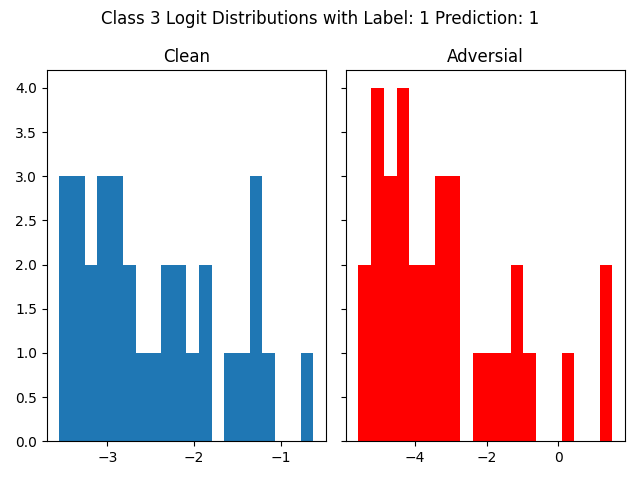 Class 3 Logit Distributions with Label: 1 Prediction: 1
Clean
Adversial
4.0
3.5
3.0
2.5
2.0
1.5
1.0
0.5
0.0
−3 −2 −1
−4 −2 0